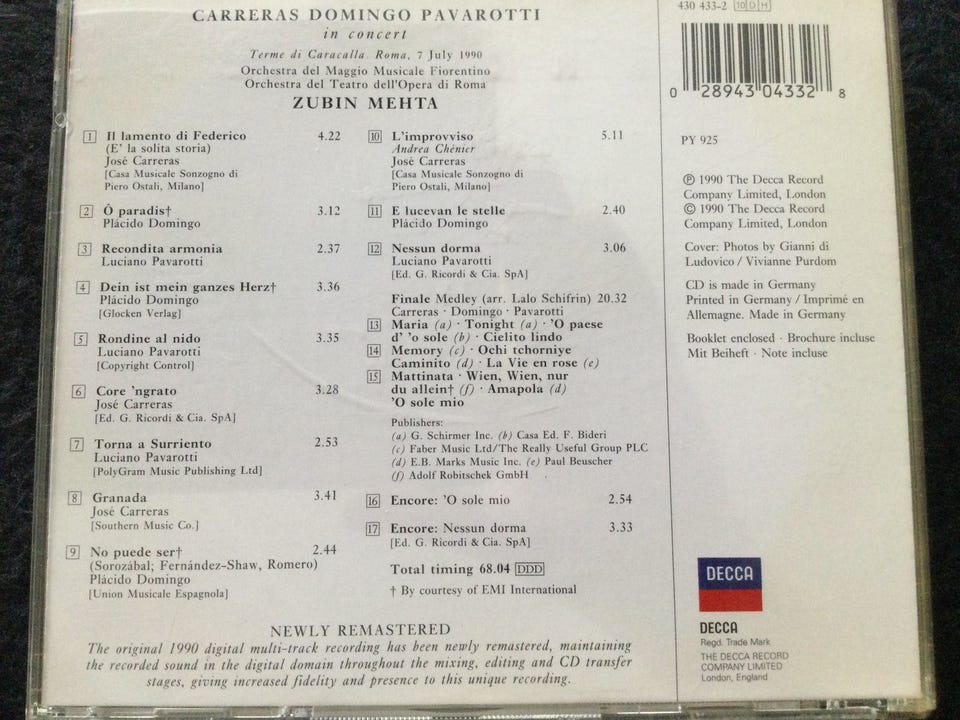 CARRERAS DOMINGO PAVAROTTI
in concert
Terme di Caracalla Roma, 7 July 1990
Orchestra del Maggio Musicale Fiorentino
Orchestra del Teatro dell'Opera di Roma
ZUBIN MEHTA
1 Il lamento di Federico 4.22
(E' la solita storia)
José Carreras
[Casa Musicale Sonzogno di
Piero Ostali, Milano]
2 Ô paradis† 3.12
Plácido Domingo
3 Recondita armonia 2.37
Luciano Pavarotti
4 Dein ist mein ganzes Herz† 3.36
Plácido Domingo
[Glocken Verlag]
5 Rondine al nido 3.35
Luciano Pavarotti
[Copyright Control]
6 Core 'ngrato 3.28
José Carreras
[Ed. G. Ricordi & Cia. SpA]
7 Torna a Surriento 2.53
Luciano Pavarotti
[PolyGram Music Publishing Ltd]
8 Granada 3.41
José Carreras
[Southern Music Co.]
9 No puede ser† 2.44
(Sorozábal; Fernández-Shaw, Romero)
Plácido Domingo
[Union Musicale Espagnola]
10 L'improvviso 5.11
Andrea Chénier
José Carreras
[Casa Musicale Sonzogno di
Piero Ostali, Milano]
11 E lucevan le stelle 2.40
Plácido Domingo
12 Nessun dorma 3.06
Luciano Pavarotti
[Ed. G. Ricordi & Cia. SpA]
Finale Medley (arr. Lalo Schifrin) 20.32
Carreras · Domingo · Pavarotti
13 Maria (a) · Tonight (a) · 'O paese
d' 'o sole (b) · Cielito lindo
14 Memory (c) · Ochi tchorniye
Caminito (d) · La Vie en rose (e)
15 Mattinata · Wien, Wien, nur
du allein† (f) · Amapola (d)
'O sole mio
Publishers:
(a) G. Schirmer Inc. (b) Casa Ed. F. Bideri
(c) Faber Music Ltd/The Really Useful Group PLC
(d) E.B. Marks Music Inc. (e) Paul Beuscher
(f) Adolf Robitschek GmbH
16 Encore: 'O sole mio 2.54
17 Encore: Nessun dorma 3.33
[Ed. G. Ricordi & Cia. SpA]
Total timing 68.04 DDD
† By courtesy of EMI International
NEWLY REMASTERED
The original 1990 digital multi-track recording has been newly remastered, maintaining
the recorded sound in the digital domain throughout the mixing, editing and CD transfer
stages, giving increased fidelity and presence to this unique recording.
430 433-2 10 D H
0 28943 04332 8
PY 925
℗ 1990 The Decca Record
Company Limited, London
© 1990 The Decca Record
Company Limited, London
Cover: Photos by Gianni di
Ludovico / Vivianne Purdom
CD is made in Germany
Printed in Germany / Imprimé en
Allemagne. Made in Germany
Booklet enclosed · Brochure incluse
Mit Beiheft · Note incluse
DECCA
DECCA
Regd. Trade Mark
THE DECCA RECORD
COMPANY LIMITED
London, England